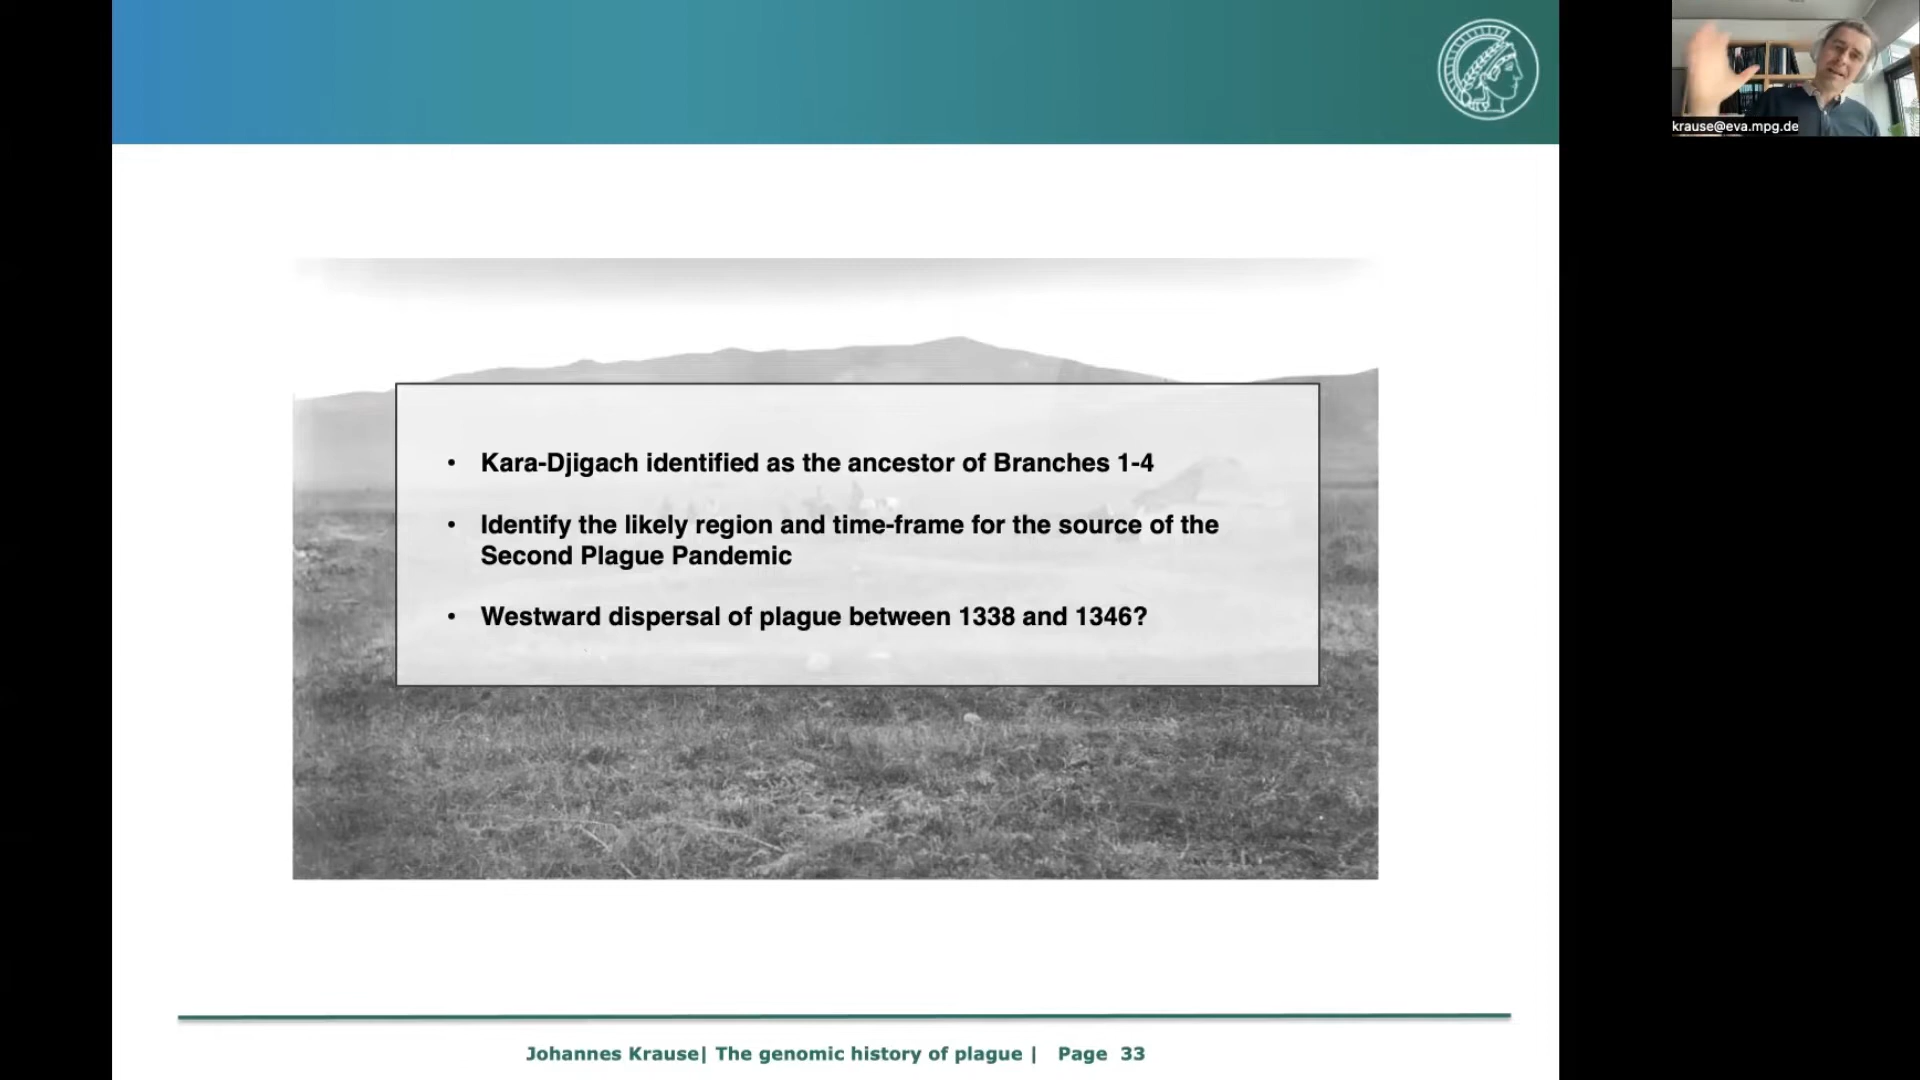 krause@eva.mpg.de
• Kara-Djigach identified as the ancestor of Branches 1-4
• Identify the likely region and time-frame for the source of the
Second Plague Pandemic
• Westward dispersal of plague between 1338 and 1346?
Johannes Krause| The genomic history of plague | Page 33